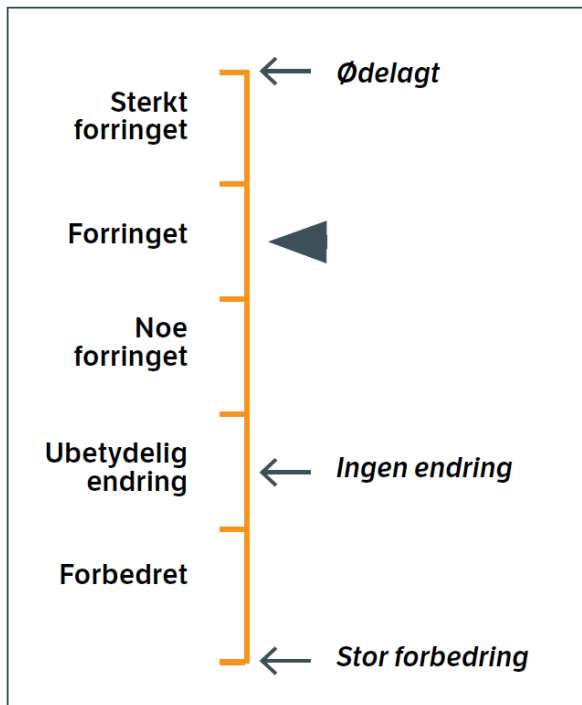 Ødelagt
Sterkt
forringet
Forringet
Noe
forringet
Ubetydelig
endring
Ingen endring
Forbedret
Stor forbedring